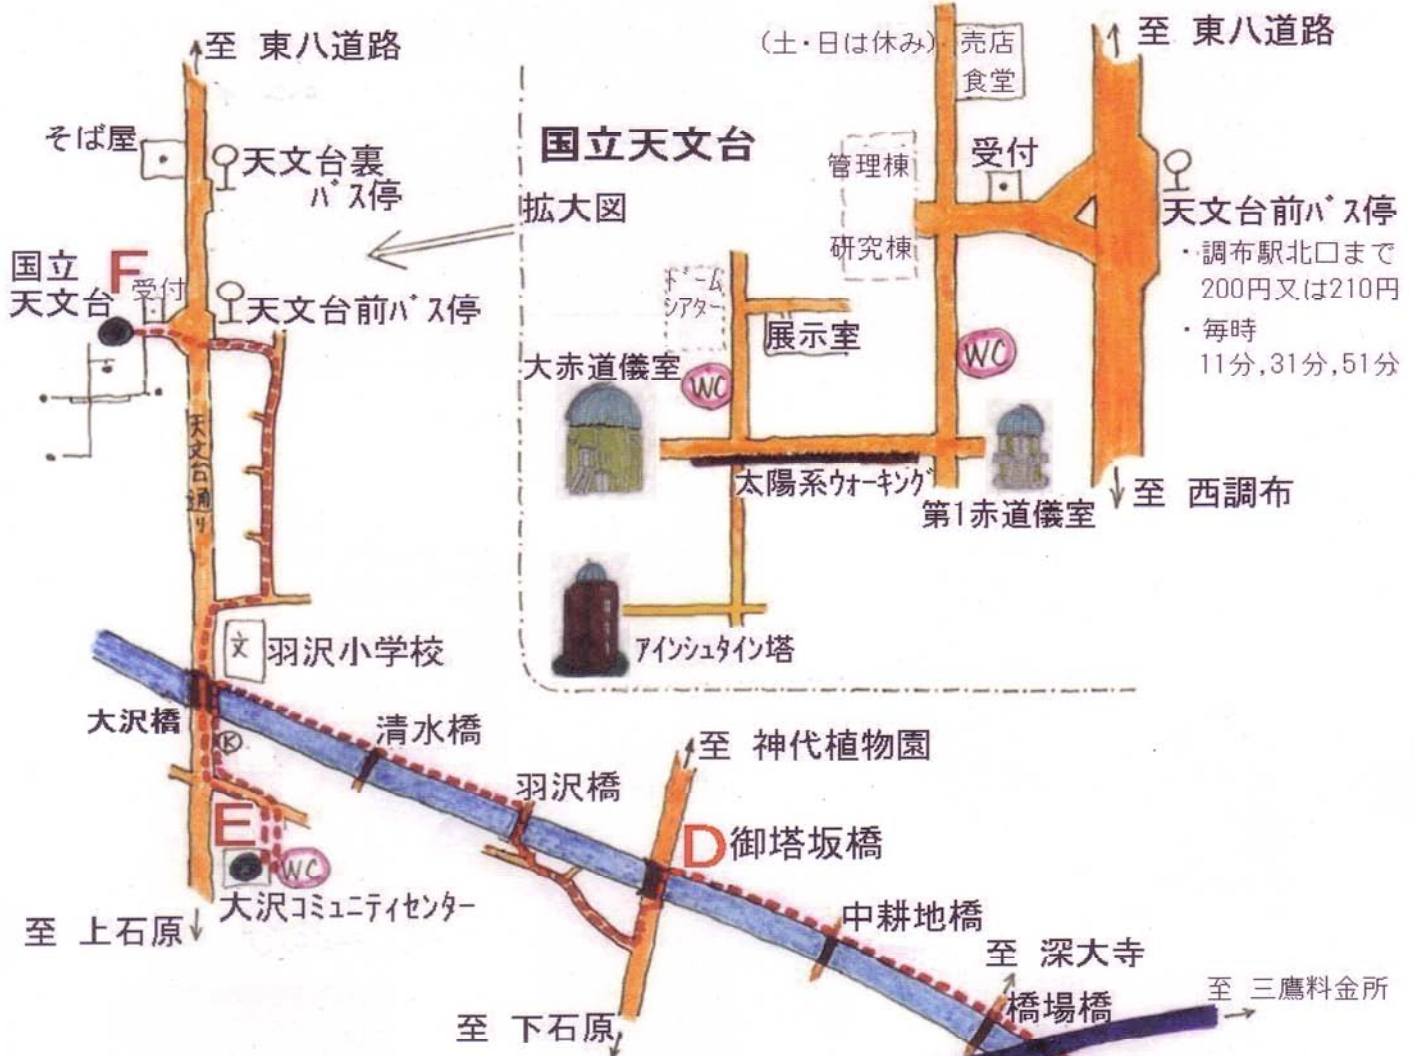 至 東八道路
そば屋
天文台裏
バス停
国立
天文台
F
受付
天文台前バス停
天文台通り
文
羽沢小学校
大沢橋
K
清水橋
羽沢橋
E
WC
大沢コミュニティセンター
至 上石原
至 神代植物園
D
御塔坂橋
中耕地橋
至 下石原
至 深大寺
橋場橋
至 三鷹料金所
国立天文台
拡大図
(土・日は休み)
売店
食堂
至 東八道路
管理棟
受付
研究棟
天文台前バス停
・調布駅北口まで
200円又は210円
・毎時
11分,31分,51分
ドーム
シアター
展示室
WC
大赤道儀室
WC
太陽系ウォーキング
第1赤道儀室
至 西調布
アインシュタイン塔